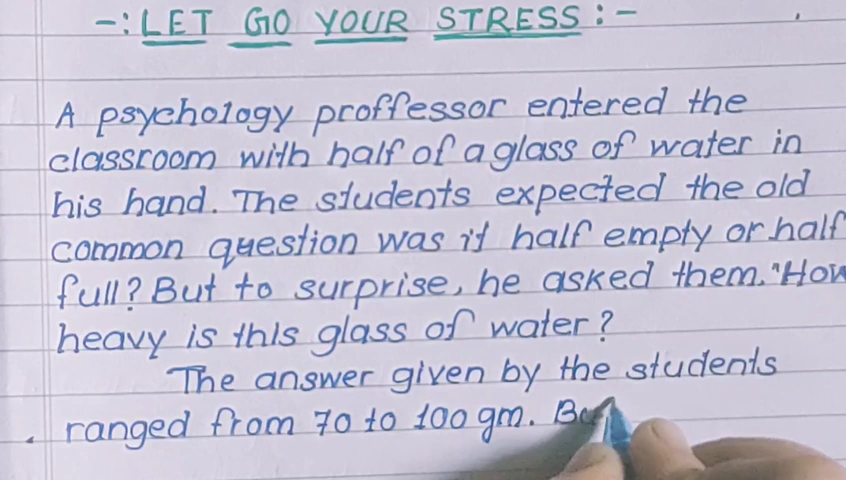 -: LET GO YOUR STRESS :-
A psychology proffessor entered the
classroom with half of a glass of water in
his hand. The students expected the old
common question was it half empty or half
full? But to surprise, he asked them. "How
heavy is this glass of water?
The answer given by the students
ranged from 70 to 100 gm.